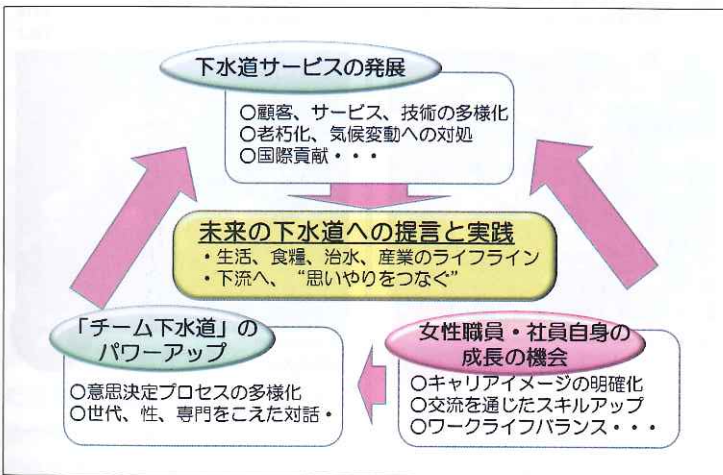 下水道サービスの発展
○顧客、サービス、技術の多様化
○老朽化、気候変動への対処
○国際貢献・・・
未来の下水道への提言と実践
・生活、食糧、治水、産業のライフライン
・下流へ、“思いやりをつなぐ”
「チーム下水道」の
パワーアップ
○意思決定プロセスの多様化
○世代、性、専門をこえた対話・
女性職員・社員自身の
成長の機会
○キャリアイメージの明確化
○交流を通じたスキルアップ
○ワークライフバランス・・・